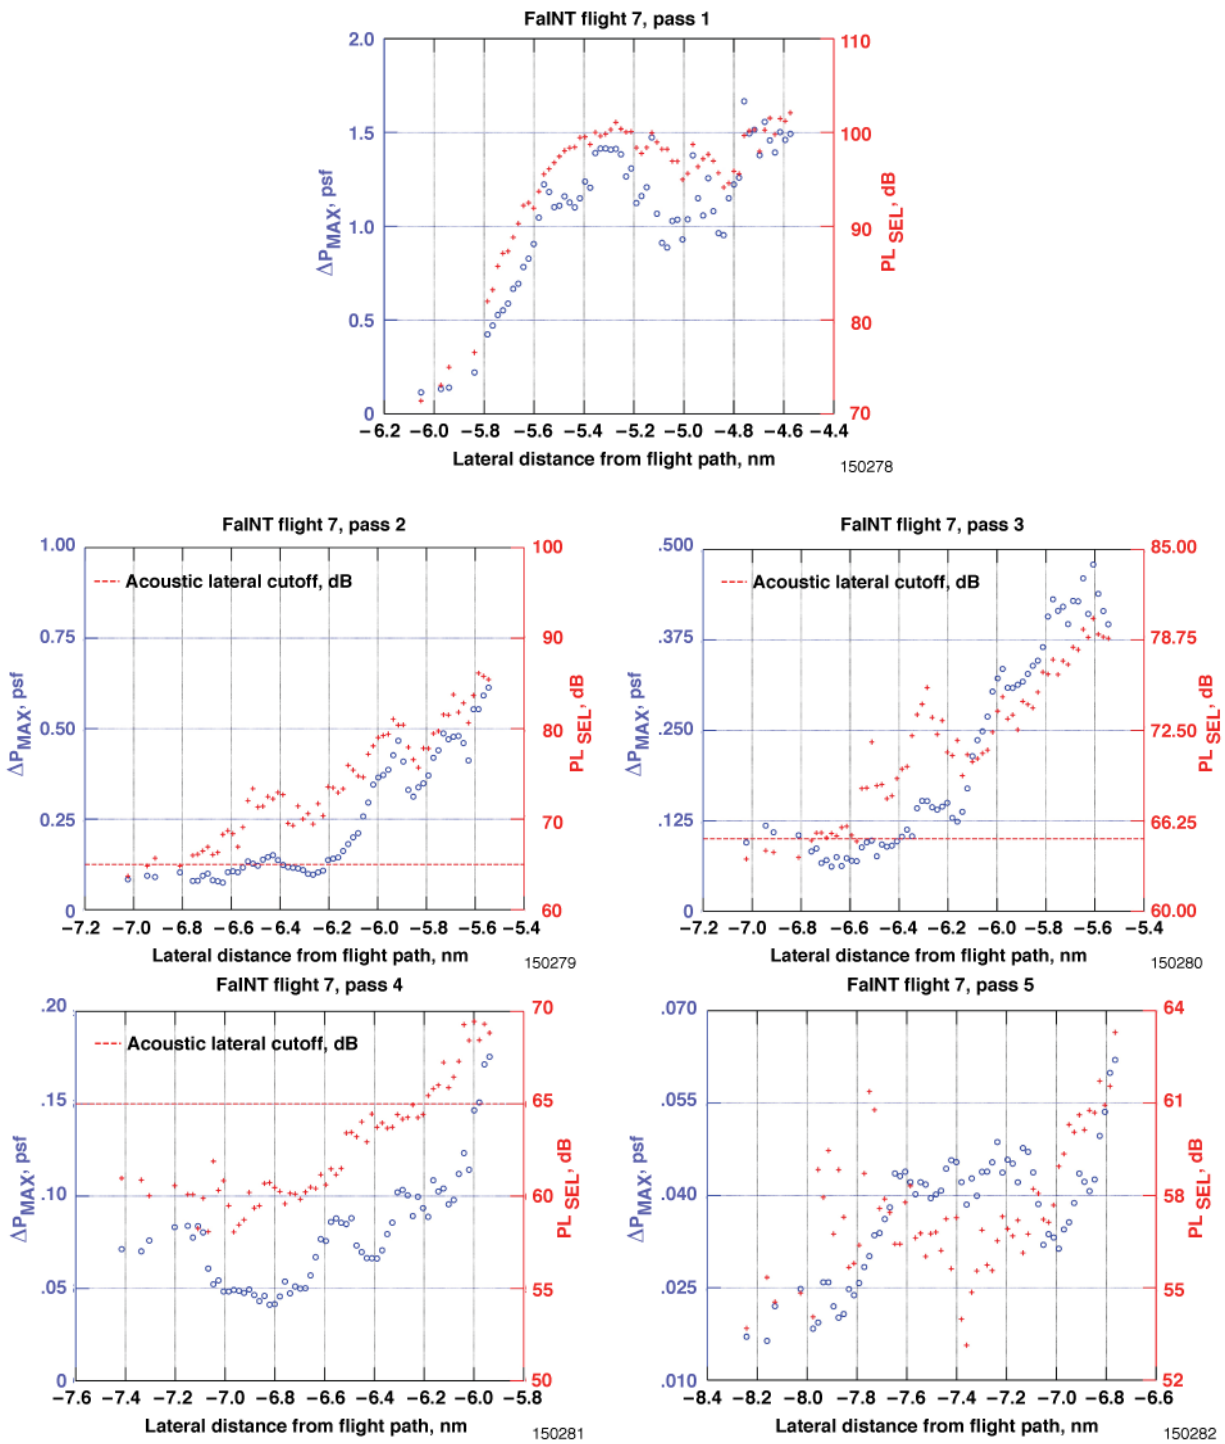 FaINT flight 7, pass 1
2.0
1.5
1.0
0.5
0
ΔPMAX, psf
110
100
90
80
70
PL SEL, dB
−6.2 −6.0 −5.8 −5.6 −5.4 −5.2 −5.0 −4.8 −4.6 −4.4
Lateral distance from flight path, nm
150278
FaINT flight 7, pass 2
1.00
0.75
0.50
0.25
0
ΔPMAX, psf
Acoustic lateral cutoff, dB
100
90
80
70
60
PL SEL, dB
−7.2 −7.0 −6.8 −6.6 −6.4 −6.2 −6.0 −5.8 −5.6 −5.4
Lateral distance from flight path, nm
150279
FaINT flight 7, pass 3
.500
.375
.250
.125
0
ΔPMAX, psf
Acoustic lateral cutoff, dB
85.00
78.75
72.50
66.25
60.00
PL SEL, dB
−7.2 −7.0 −6.8 −6.6 −6.4 −6.2 −6.0 −5.8 −5.6 −5.4
Lateral distance from flight path, nm
150280
FaINT flight 7, pass 4
.20
.15
.10
.05
0
ΔPMAX, psf
Acoustic lateral cutoff, dB
70
65
60
55
50
PL SEL, dB
−7.6 −7.4 −7.2 −7.0 −6.8 −6.6 −6.4 −6.2 −6.0 −5.8
Lateral distance from flight path, nm
150281
FaINT flight 7, pass 5
.070
.055
.040
.025
.010
ΔPMAX, psf
64
61
58
55
52
PL SEL, dB
−8.4 −8.2 −8.0 −7.8 −7.6 −7.4 −7.2 −7.0 −6.8 −6.6
Lateral distance from flight path, nm
150282